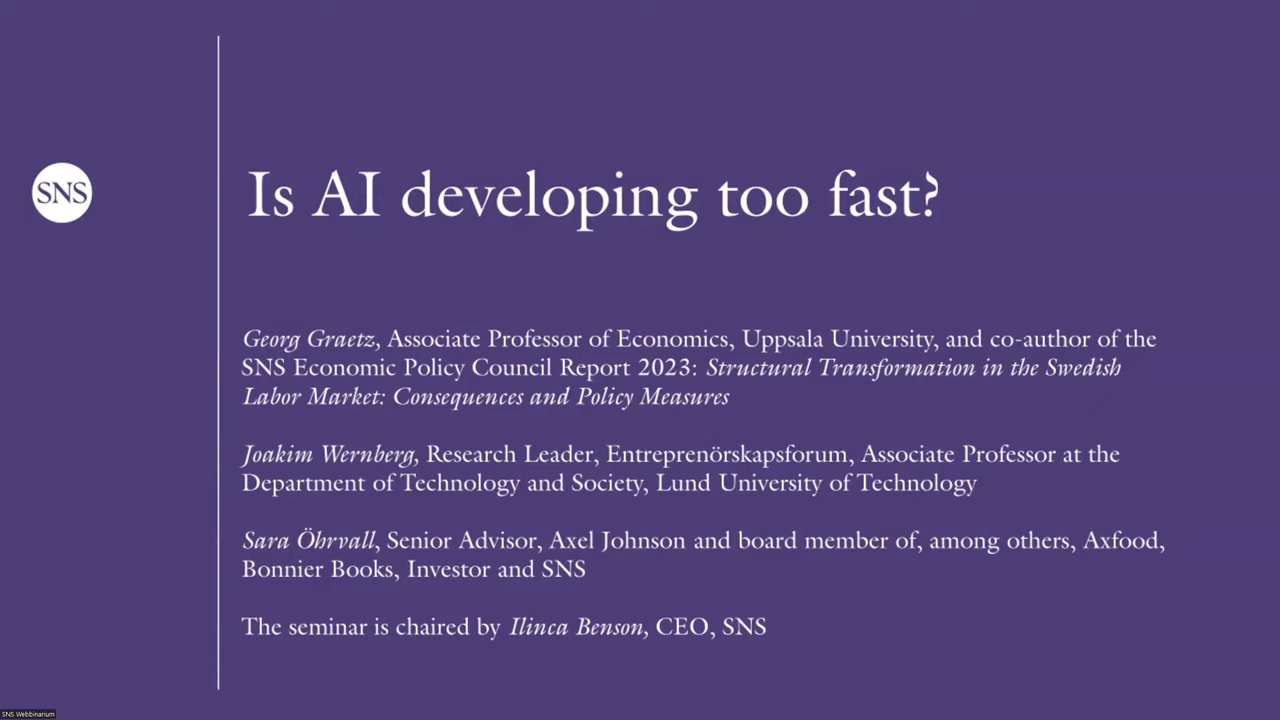 SNS
Is AI developing too fast?
Georg Graetz, Associate Professor of Economics, Uppsala University, and co-author of the
SNS Economic Policy Council Report 2023: Structural Transformation in the Swedish
Labor Market: Consequences and Policy Measures
Joakim Wernberg, Research Leader, Entreprenörskapsforum, Associate Professor at the
Department of Technology and Society, Lund University of Technology
Sara Öhrvall, Senior Advisor, Axel Johnson and board member of, among others, Axfood,
Bonnier Books, Investor and SNS
The seminar is chaired by Ilinca Benson, CEO, SNS
SNS Webbinarium